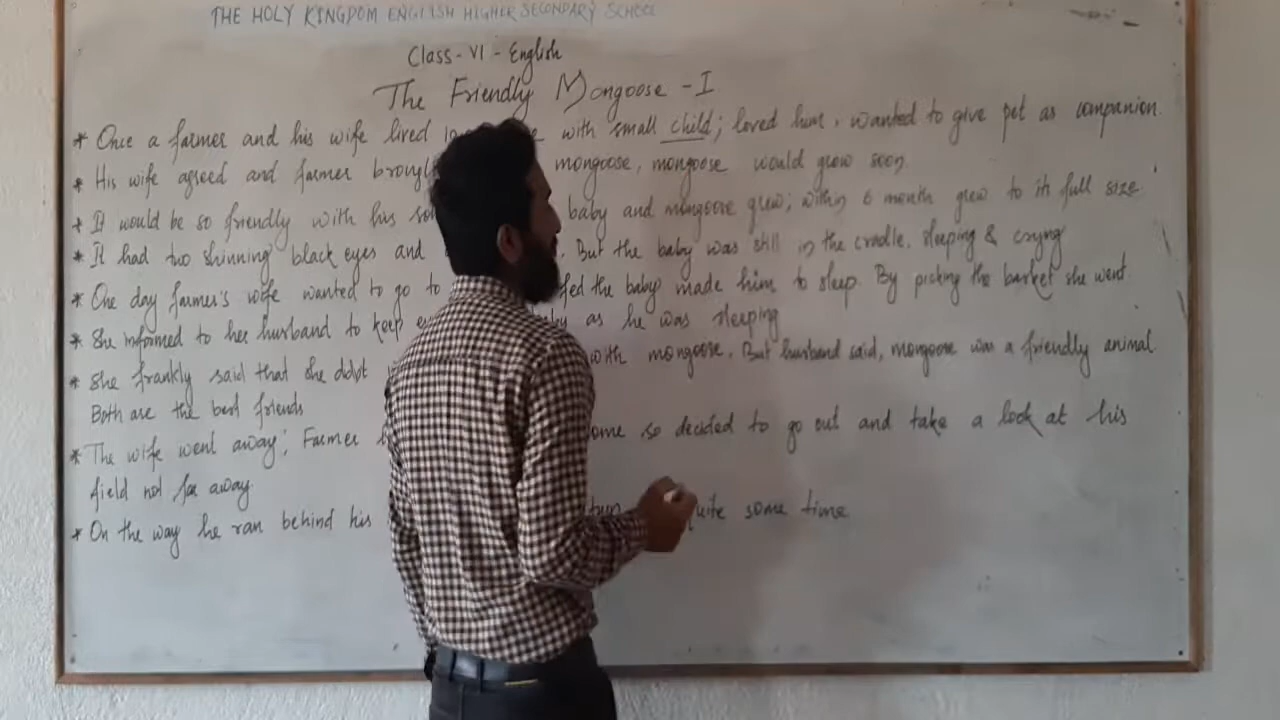 THE HOLY KINGDOM ENGLISH HIGHER SECONDARY SCHOOL
Class - VI - English
The Friendly Mongoose - I
* Once a farmer and his wife lived with small child; loved him, wanted to give pet as companion.
* His wife agreed and farmer brought mongoose, mongoose would grow soon.
* It would be so friendly with his baby and mongoose grew; within 6 month grew to its full size
* It had two shinning black eyes and But the baby was still in the cradle, sleeping & crying
* One day farmer's wife wanted to go to fed the baby made him to sleep. By picking the basket she went.
* She informed to her husband to keep as he was sleeping
* She frankly said that she with mongoose. But husband said, mongoose was a friendly animal.
Both are the best friends
* The wife went away; Farmer so decided to go out and take a look at his
field not far away.
* On the way he ran behind his some time